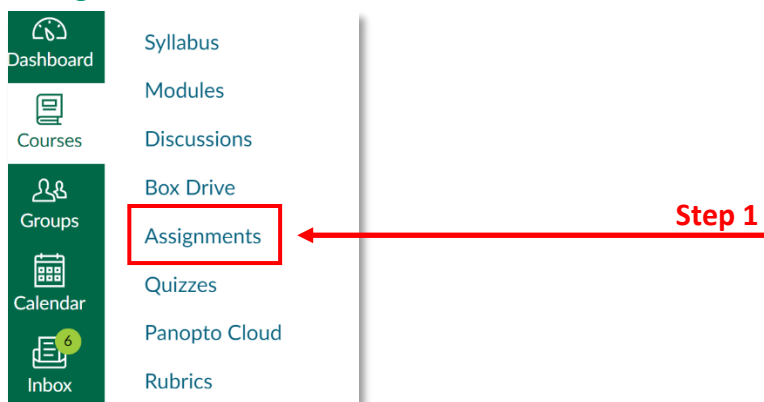 Dashboard
Courses
Groups
Calendar
6
Inbox
Syllabus
Modules
Discussions
Box Drive
Assignments
Quizzes
Panopto Cloud
Rubrics
Step 1